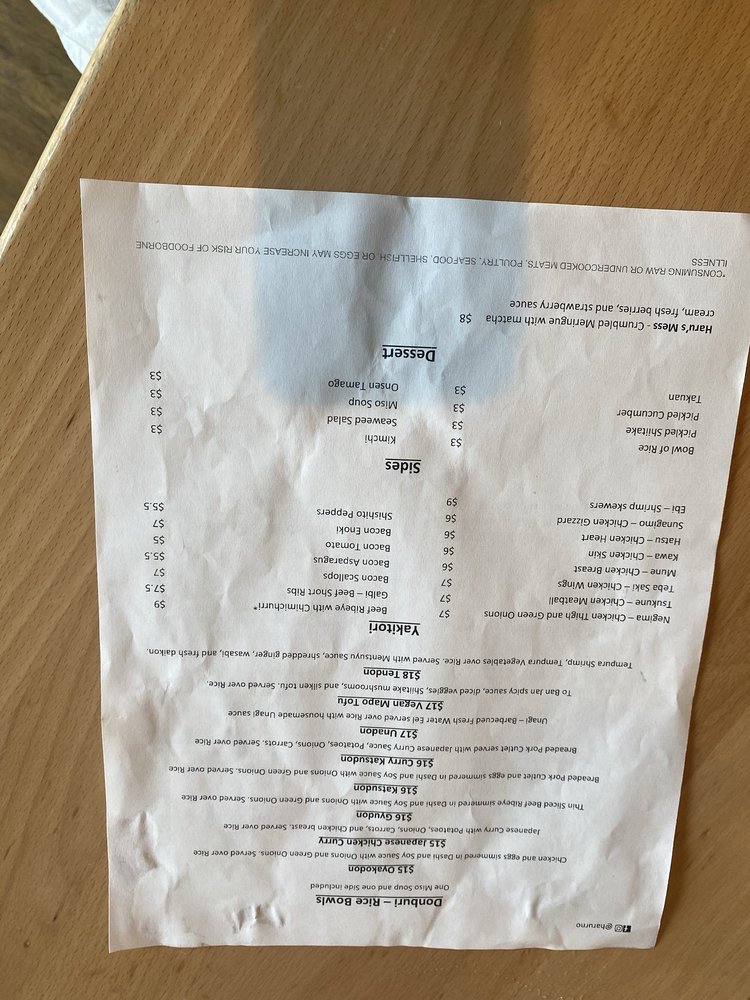 @harurno
Donburi – Rice Bowls
One Miso Soup and one Side included
$15 Oyakodon
Chicken and eggs simmered in Dashi and Soy Sauce with Onions and Green Onions. Served over Rice
$15 Japanese Chicken Curry
Japanese Curry with Potatoes, Onions, Carrots, and Chicken breast. Served over Rice
$16 Gyudon
Thin Sliced Beef Ribeye simmered in Dashi and Soy Sauce with Onions and Green Onions. Served over Rice
$16 Katsudon
Breaded Pork Cutlet and eggs simmered in Dashi and Soy Sauce with Onions and Green Onions. Served over Rice
$16 Curry Katsudon
Breaded Pork Cutlet served with Japanese Curry Sauce, Potatoes, Onions, Carrots. Served over Rice
$17 Unadon
Unagi – Barbecued Fresh Water Eel served over Rice with housemade Unagi sauce
$17 Vegan Mapo Tofu
To Ban Jan spicy sauce, diced veggies, Shiitake mushrooms, and silken tofu. Served over Rice.
$18 Tendon
Tempura Shrimp, Tempura Vegetables over Rice. Served with Mentsuyu Sauce, shredded ginger, wasabi, and fresh daikon.
Yakitori
Negima – Chicken Thigh and Green Onions $7 Beef Ribeye with Chimichurri* $9
Tsukune – Chicken Meatball $7 Galbi – Beef Short Ribs $7.5
Teba – Saki – Chicken Wings $7 Bacon Scallops $7
Mune – Chicken Breast $6 Bacon Asparagus $5.5
Kawa – Chicken Skin $6 Bacon Tomato $5
Hatsu – Chicken Heart $6 Bacon Enoki $7
Sunagimo – Chicken Gizzard $6 Shishito Peppers $5.5
Ebi – Shrimp skewers $9
Sides
Bowl of Rice $3 Kimchi $3
Pickled Shiitake $3 Seaweed Salad $3
Pickled Cucumber $3 Miso Soup $3
Takuan $3 Onsen Tamago $3
Dessert
Haru's Mess - Crumbled Meringue with matcha $8
cream, fresh berries, and strawberry sauce
*CONSUMING RAW OR UNDERCOOKED MEATS, POULTRY, SEAFOOD, SHELLFISH, OR EGGS MAY INCREASE YOUR RISK OF FOODBORNE
ILLNESS